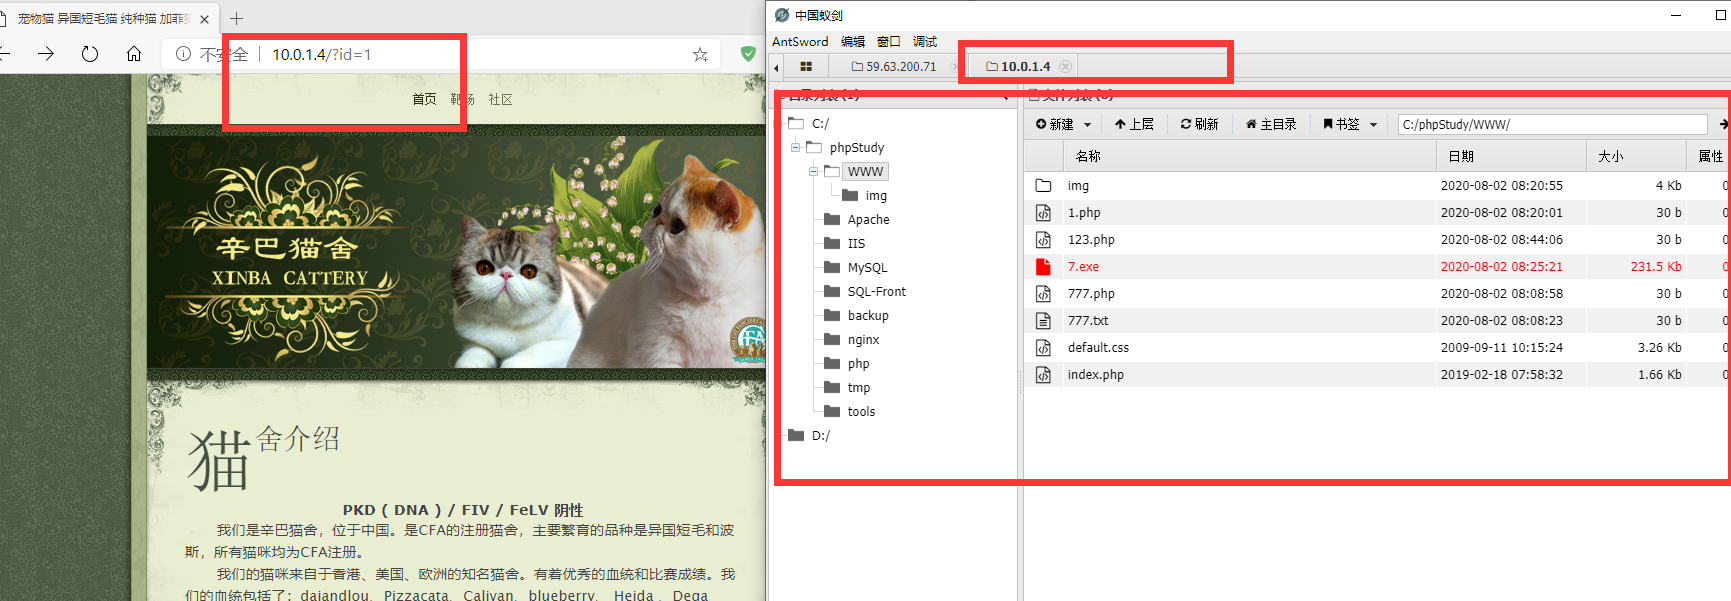 宠物猫 异国短毛猫 纯种猫 加菲猫
不安全 10.0.1.4/?id=1
首页 靶场 社区
辛巴猫舍
XINBA CATTERY
猫舍介绍
PKD ( DNA ) / FIV / FeLV 阴性
我们是辛巴猫舍，位于中国。是CFA的注册猫舍，主要繁育的品种是异国短毛和波
斯，所有猫咪均为CFA注册。
我们的猫咪来自于香港、美国、欧洲的知名猫舍。有着优秀的血统和比赛成绩。我
们的血统包括了：dajandlou、Pizzacata、Calivan、blueberry、Heida 、Dega
中国蚁剑
AntSword 编辑 窗口 调试
59.63.200.71
10.0.1.4
目录列表 (1)
C:/
phpStudy
WWW
img
Apache
IIS
MySQL
SQL-Front
backup
nginx
php
tmp
tools
D:/
文件列表 (8)
新建 上层 刷新 主目录 书签 C:/phpStudy/WWW/
名称 日期 大小 属性
img 2020-08-02 08:20:55 4 Kb 0
1.php 2020-08-02 08:20:01 30 b 0
123.php 2020-08-02 08:44:06 30 b 0
7.exe 2020-08-02 08:25:21 231.5 Kb 0
777.php 2020-08-02 08:08:58 30 b 0
777.txt 2020-08-02 08:08:23 30 b 0
default.css 2009-09-11 10:15:24 3.26 Kb 0
index.php 2019-02-18 07:58:32 1.66 Kb 0